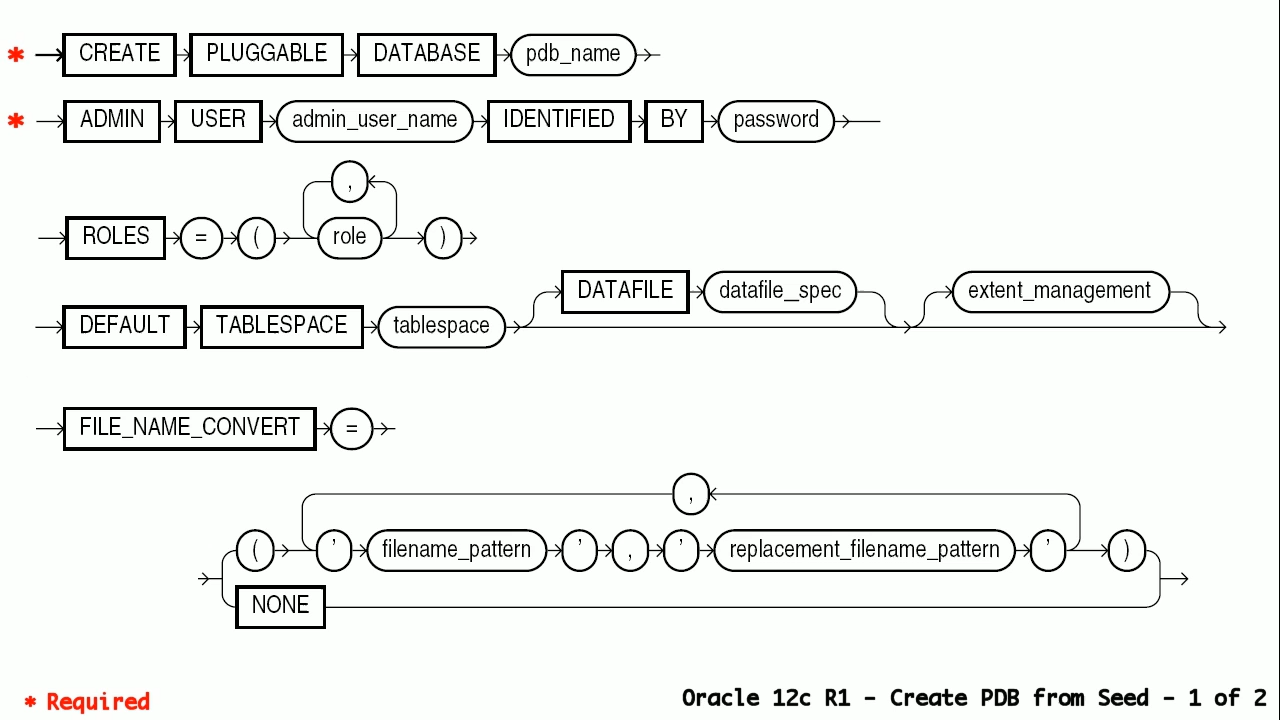 * CREATE PLUGGABLE DATABASE pdb_name
* ADMIN USER admin_user_name IDENTIFIED BY password
,
ROLES = ( role )
DATAFILE datafile_spec extent_management
DEFAULT TABLESPACE tablespace
FILE_NAME_CONVERT =
,
( ' filename_pattern ' , ' replacement_filename_pattern ' )
NONE
* Required
Oracle 12c R1 – Create PDB from Seed – 1 of 2